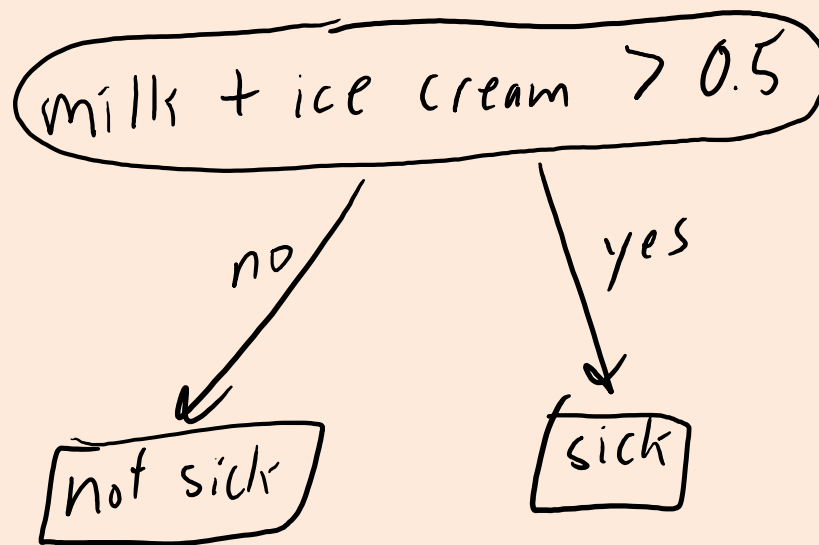 milk + ice cream > 0.5
no
yes
not sick
sick